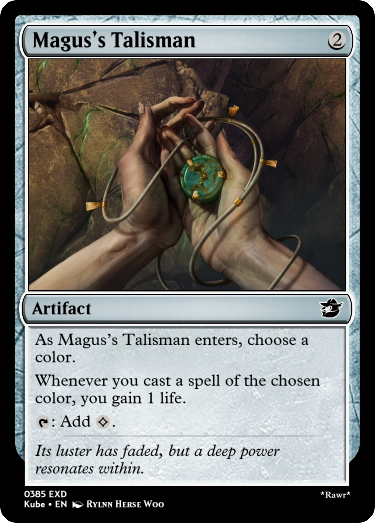 Magus's Talisman 2
Artifact
As Magus's Talisman enters, choose a
color.
Whenever you cast a spell of the chosen
color, you gain 1 life.
: Add .
Its luster has faded, but a deep power
resonates within.
0385 EXD
Kube • EN Rylnn Herse Woo
*Rawr*